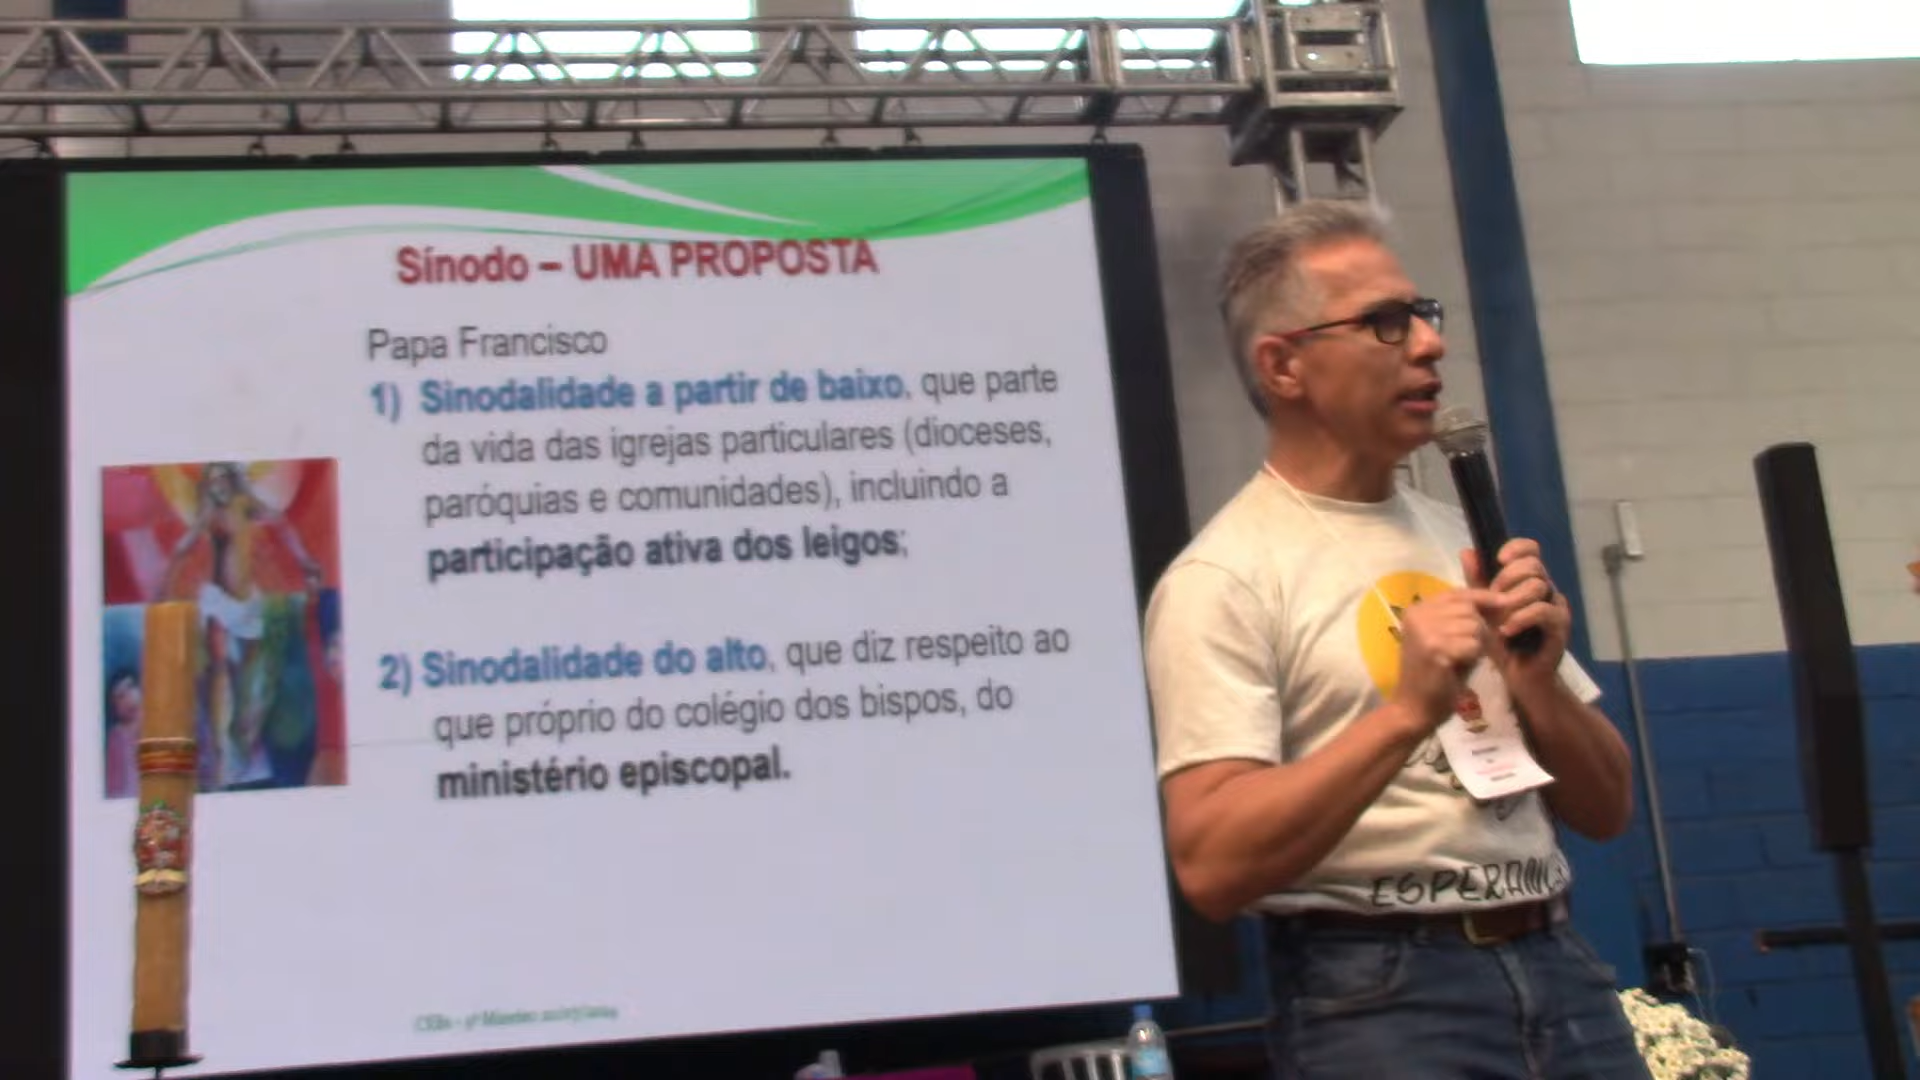 Sínodo – UMA PROPOSTA
Papa Francisco
1) Sinodalidade a partir de baixo, que parte
da vida das igrejas particulares (dioceses,
paróquias e comunidades), incluindo a
participação ativa dos leigos;
2) Sinodalidade do alto, que diz respeito ao
que próprio do colégio dos bispos, do
ministério episcopal.
CEBs -